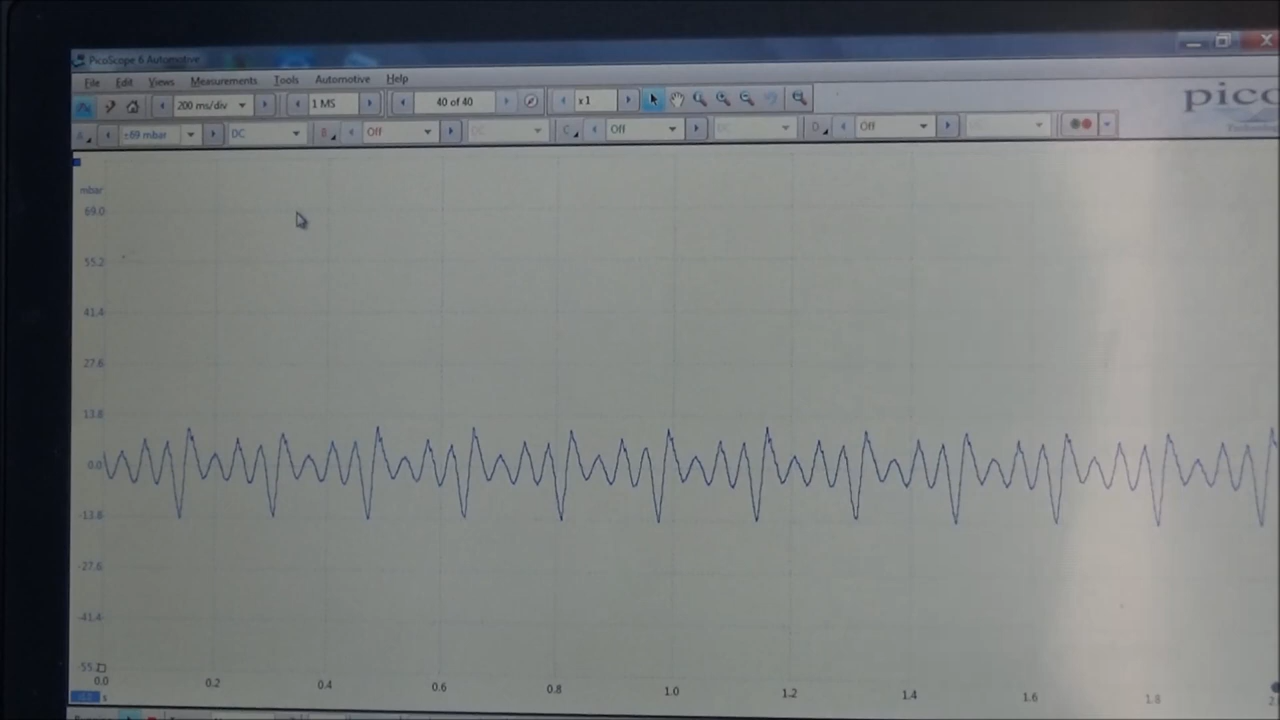 PicoScope 6 Automotive
File Edit Views Measurements Tools Automotive Help
200 ms/div 1 MS 40 of 40 x1
±69 mbar DC B Off DC C Off DC D Off
pico
mbar
69.0
55.2
41.4
27.6
13.8
0.0
-13.8
-27.6
-41.4
-55.2
0.0 0.2 0.4 0.6 0.8 1.0 1.2 1.4 1.6 1.8
s